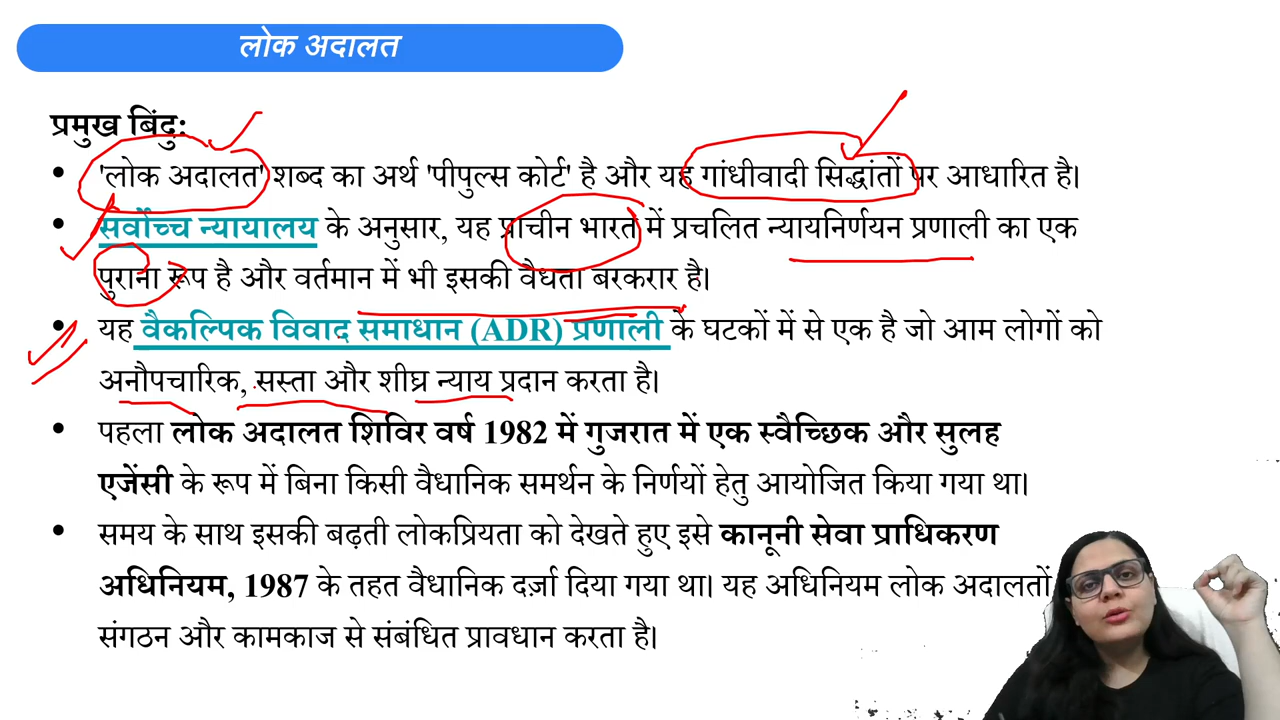 लोक अदालत
प्रमुख बिंदु:
• 'लोक अदालत' शब्द का अर्थ 'पीपुल्स कोर्ट' है और यह गांधीवादी सिद्धांतों पर आधारित है।
• सर्वोच्च न्यायालय के अनुसार, यह प्राचीन भारत में प्रचलित न्यायनिर्णयन प्रणाली का एक
पुराना रूप है और वर्तमान में भी इसकी वैधता बरकरार है।
• यह वैकल्पिक विवाद समाधान (ADR) प्रणाली के घटकों में से एक है जो आम लोगों को
अनौपचारिक, सस्ता और शीघ्र न्याय प्रदान करता है।
• पहला लोक अदालत शिविर वर्ष 1982 में गुजरात में एक स्वैच्छिक और सुलह
एजेंसी के रूप में बिना किसी वैधानिक समर्थन के निर्णयों हेतु आयोजित किया गया था।
• समय के साथ इसकी बढ़ती लोकप्रियता को देखते हुए इसे कानूनी सेवा प्राधिकरण
अधिनियम, 1987 के तहत वैधानिक दर्ज़ा दिया गया था। यह अधिनियम लोक अदालतों
संगठन और कामकाज से संबंधित प्रावधान करता है।